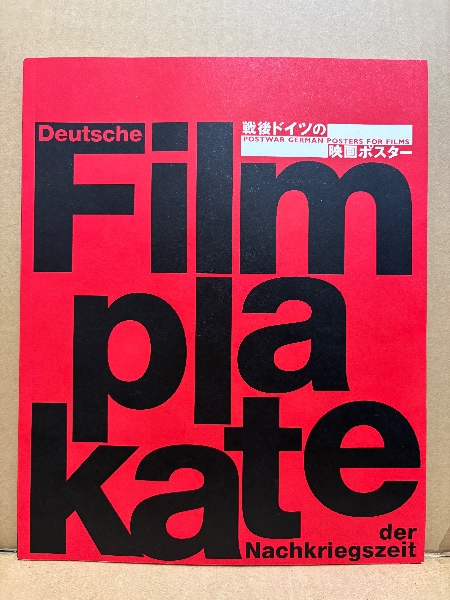 Deutsche
戦後ドイツの
POSTWAR GERMAN POSTERS FOR FILMS
映画ポスター
Film
pla
kate
der
Nachkriegszeit